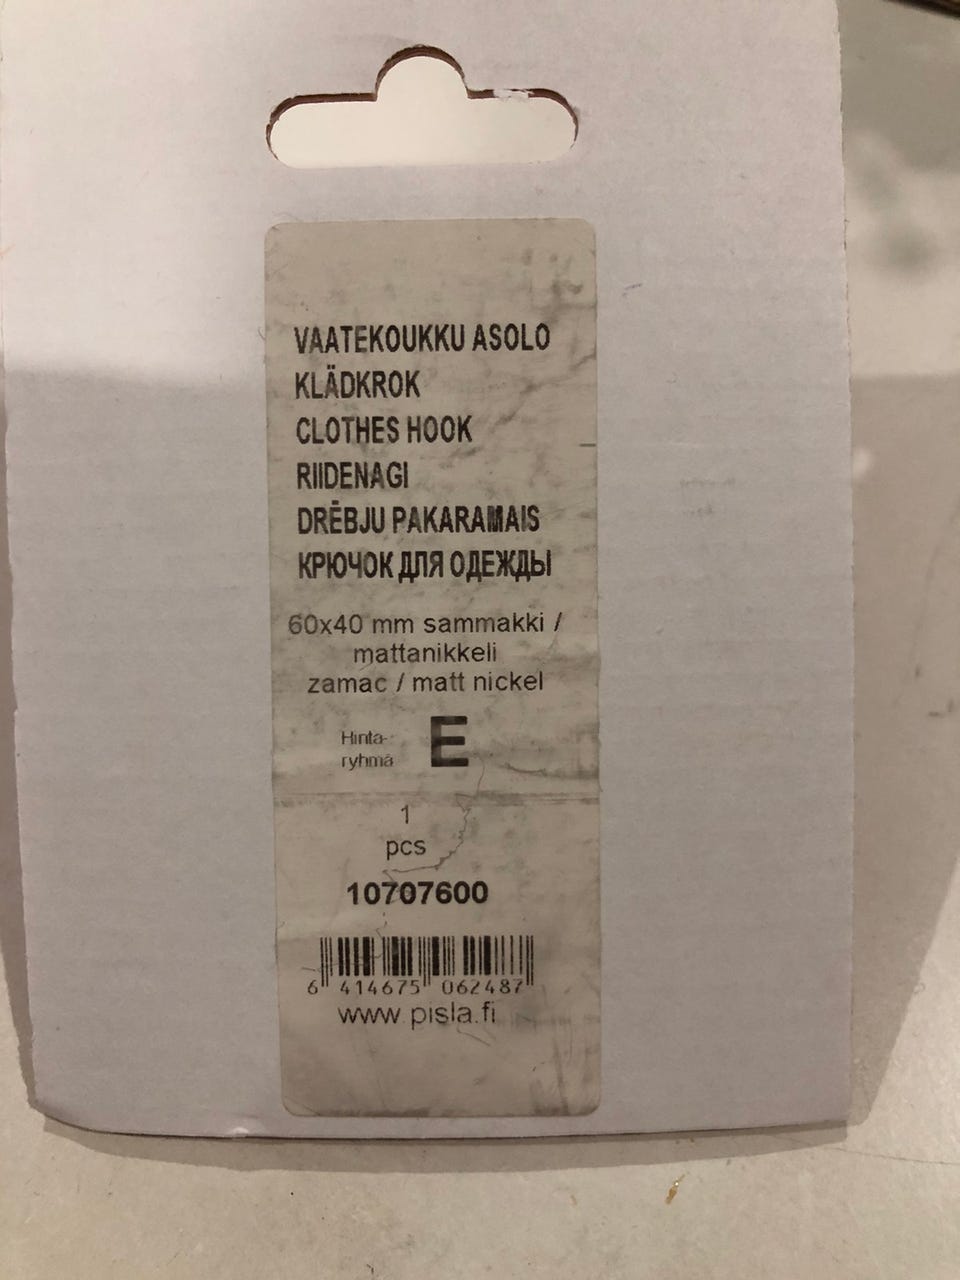 VAATEKOUKKU ASOLO
KLÄDKROK
CLOTHES HOOK
RIIDENAGI
DRĒBJU PAKARAMAIS
КРЮЧОК ДЛЯ ОДЕЖДЫ
60x40 mm sammakki /
mattanikkeli
zamac / matt nickel
Hinta-
ryhmä E
1
pcs
10707600
6 414675 062487
www.pisla.fi